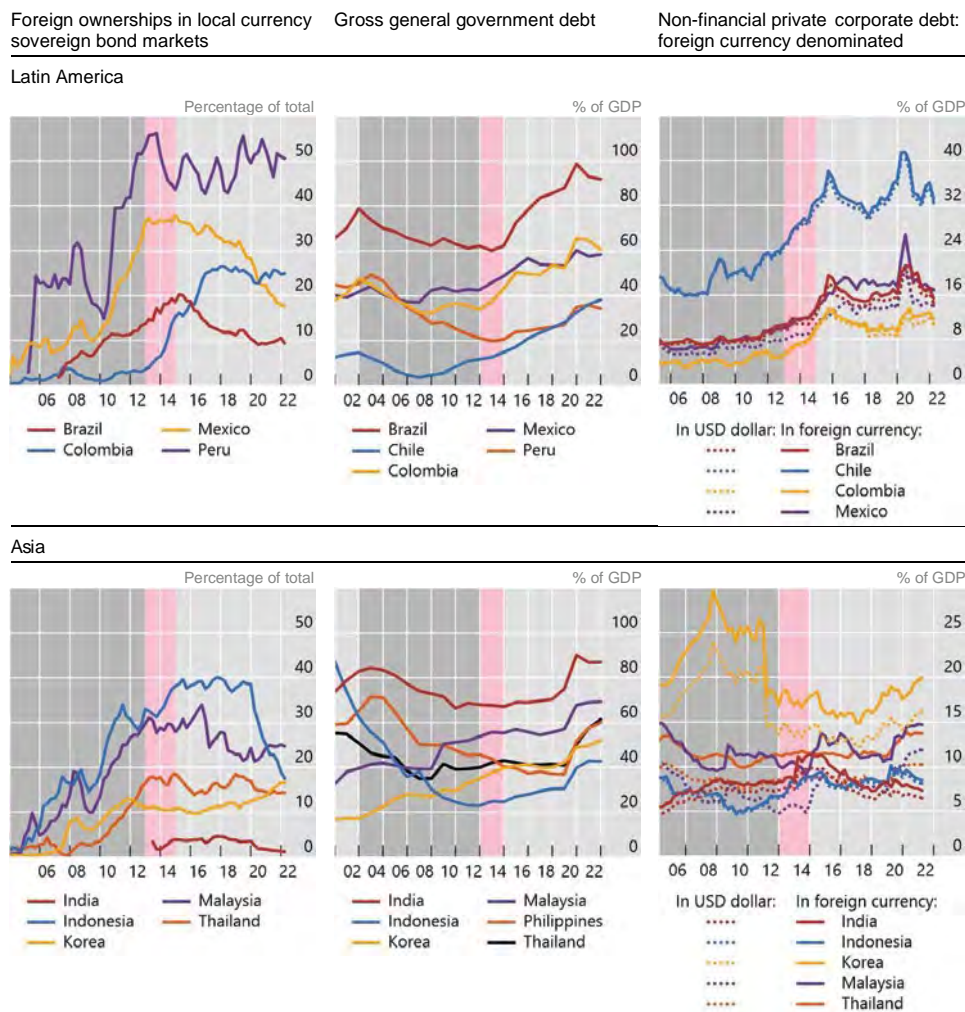 Foreign ownerships in local currency
sovereign bond markets
Gross general government debt
Non-financial private corporate debt:
foreign currency denominated
Latin America
Percentage of total
50
40
30
20
10
0
06 08 10 12 14 16 18 20 22
Brazil Mexico
Colombia Peru
% of GDP
100
80
60
40
20
0
02 04 06 08 10 12 14 16 18 20 22
Brazil Mexico
Chile Peru
Colombia
% of GDP
40
32
24
16
8
0
06 08 10 12 14 16 18 20 22
In USD dollar: In foreign currency:
Brazil
Chile
Colombia
Mexico
Asia
Percentage of total
50
40
30
20
10
0
06 08 10 12 14 16 18 20 22
India Malaysia
Indonesia Thailand
Korea
% of GDP
100
80
60
40
20
0
02 04 06 08 10 12 14 16 18 20 22
India Malaysia
Indonesia Philippines
Korea Thailand
% of GDP
25
20
15
10
5
0
06 08 10 12 14 16 18 20 22
In USD dollar: In foreign currency:
India
Indonesia
Korea
Malaysia
Thailand